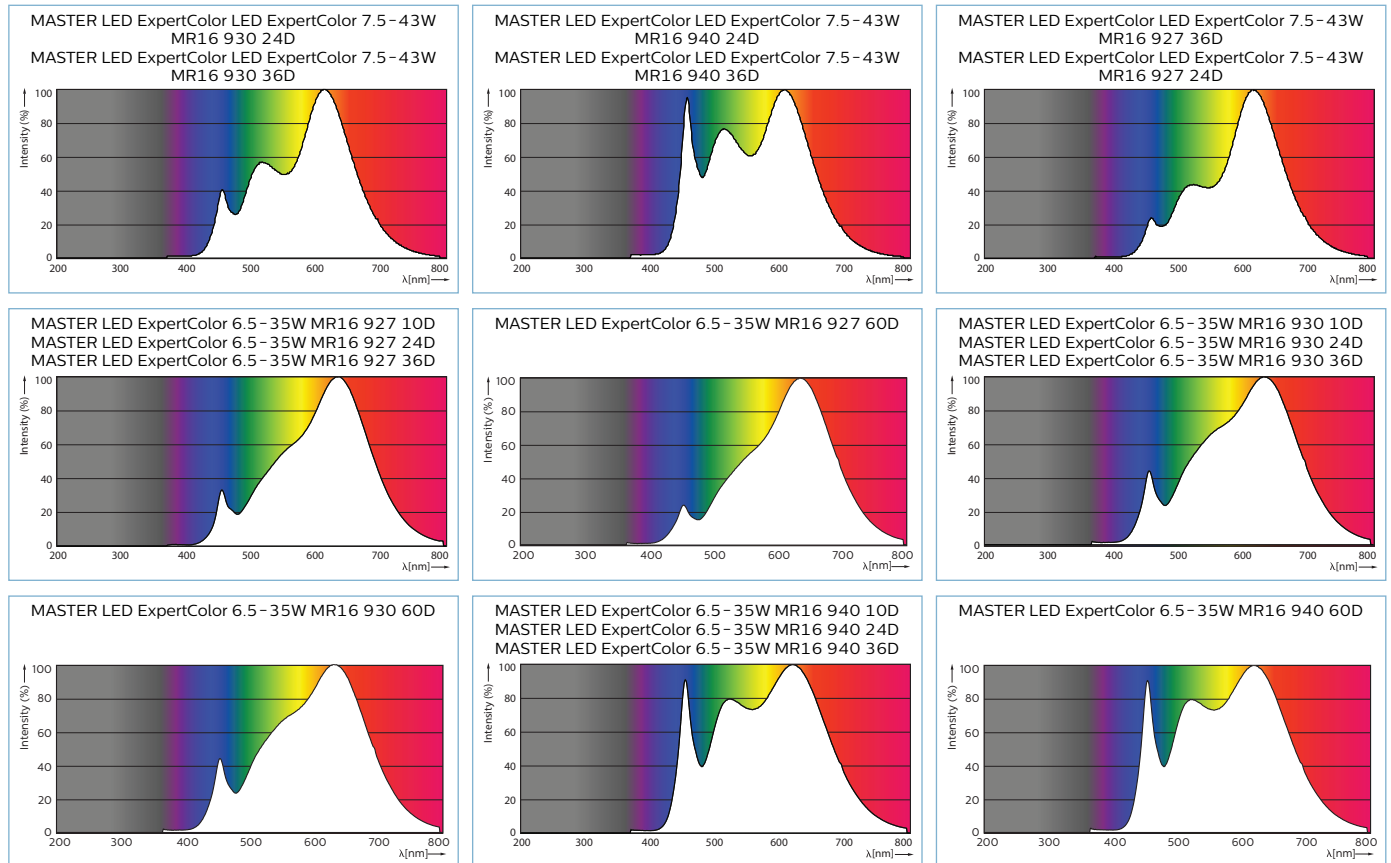 MASTER LED ExpertColor LED ExpertColor 7.5-43W
MR16 930 24D
MASTER LED ExpertColor LED ExpertColor 7.5-43W
MR16 930 36D
Intensity (%)
100
80
60
40
20
0
200 300 400 500 600 700 800
λ[nm]
MASTER LED ExpertColor LED ExpertColor 7.5-43W
MR16 940 24D
MASTER LED ExpertColor LED ExpertColor 7.5-43W
MR16 940 36D
Intensity (%)
100
80
60
40
20
0
200 300 400 500 600 700 800
λ[nm]
MASTER LED ExpertColor LED ExpertColor 7.5-43W
MR16 927 36D
MASTER LED ExpertColor LED ExpertColor 7.5-43W
MR16 927 24D
Intensity (%)
100
80
60
40
20
0
200 300 400 500 600 700 800
λ[nm]
MASTER LED ExpertColor 6.5-35W MR16 927 10D
MASTER LED ExpertColor 6.5-35W MR16 927 24D
MASTER LED ExpertColor 6.5-35W MR16 927 36D
Intensity (%)
100
80
60
40
20
0
200 300 400 500 600 700 800
λ[nm]
MASTER LED ExpertColor 6.5-35W MR16 927 60D
Intensity (%)
100
80
60
40
20
0
200 300 400 500 600 700 800
λ[nm]
MASTER LED ExpertColor 6.5-35W MR16 930 10D
MASTER LED ExpertColor 6.5-35W MR16 930 24D
MASTER LED ExpertColor 6.5-35W MR16 930 36D
Intensity (%)
100
80
60
40
20
0
200 300 400 500 600 700 800
λ[nm]
MASTER LED ExpertColor 6.5-35W MR16 930 60D
Intensity (%)
100
80
60
40
20
0
200 300 400 500 600 700 800
λ[nm]
MASTER LED ExpertColor 6.5-35W MR16 940 10D
MASTER LED ExpertColor 6.5-35W MR16 940 24D
MASTER LED ExpertColor 6.5-35W MR16 940 36D
Intensity (%)
100
80
60
40
20
0
200 300 400 500 600 700 800
λ[nm]
MASTER LED ExpertColor 6.5-35W MR16 940 60D
Intensity (%)
100
80
60
40
20
0
200 300 400 500 600 700 800
λ[nm]